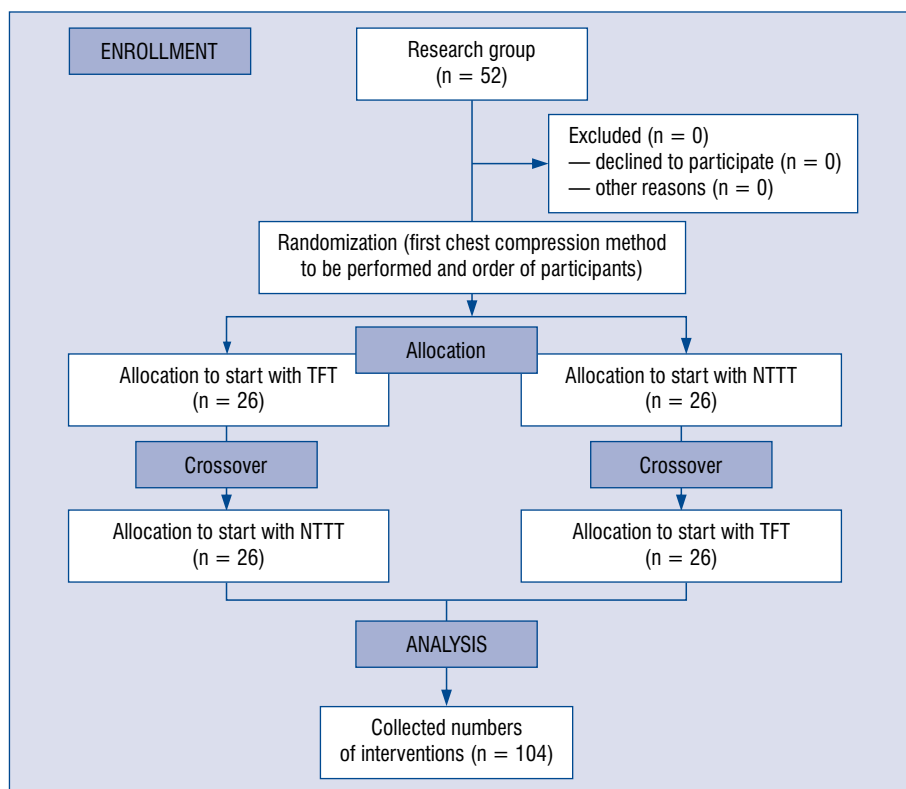 ENROLLMENT
Research group
(n = 52)
Excluded (n = 0)
— declined to participate (n = 0)
— other reasons (n = 0)
Randomization (first chest compression method
to be performed and order of participants)
Allocation
Allocation to start with TFT
(n = 26)
Allocation to start with NTTT
(n = 26)
Crossover
Crossover
Allocation to start with NTTT
(n = 26)
Allocation to start with TFT
(n = 26)
ANALYSIS
Collected numbers
of interventions (n = 104)